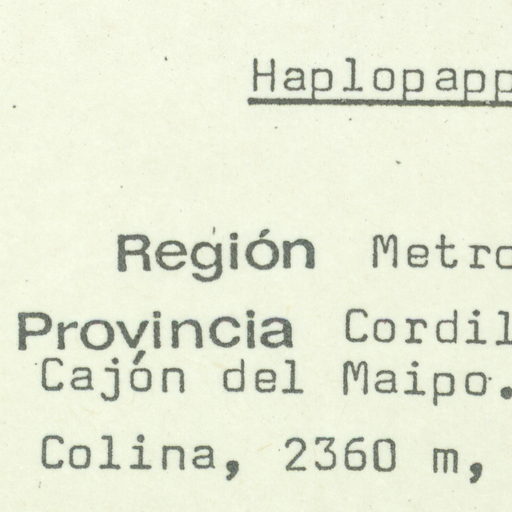 Haplopapp
Región Metro
Provincia Cordil
Cajón del Maipo.
Colina, 2360 m,